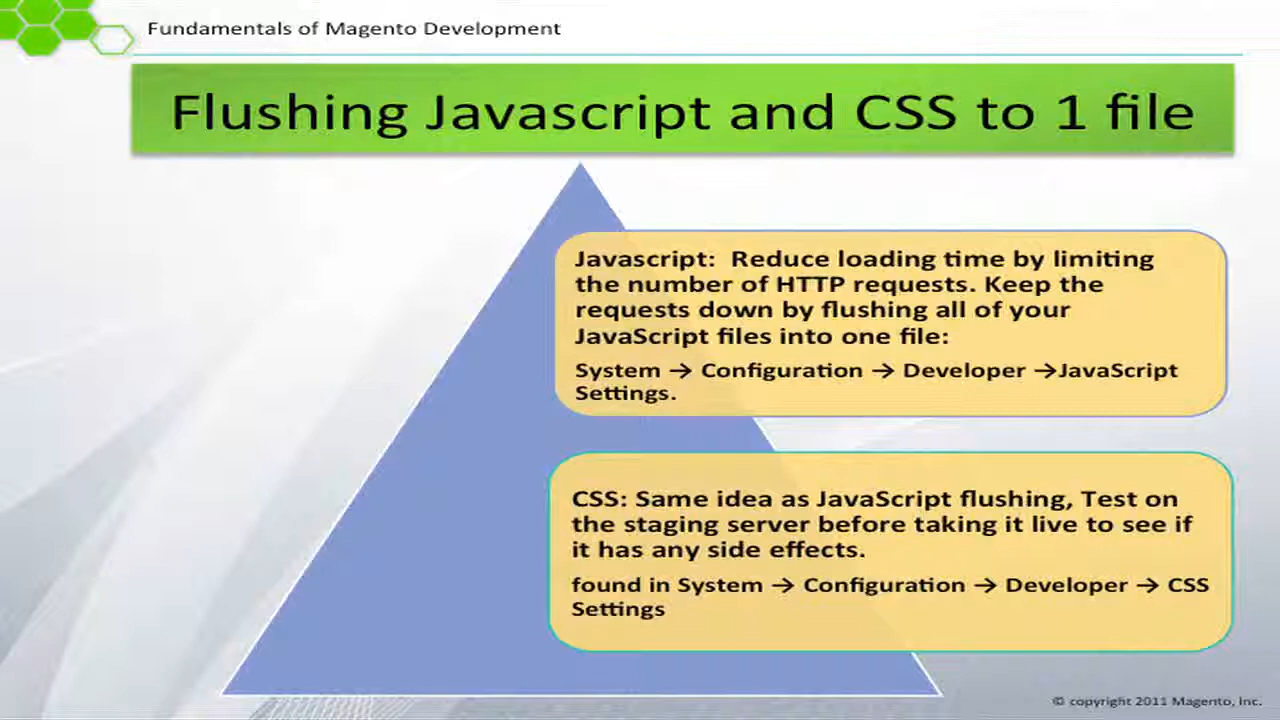 Fundamentals of Magento Development
Flushing Javascript and CSS to 1 file
Javascript:  Reduce loading time by limiting
the number of HTTP requests. Keep the
requests down by flushing all of your
JavaScript files into one file:
System → Configuration → Developer →JavaScript
Settings.
CSS: Same idea as JavaScript flushing, Test on
the staging server before taking it live to see if
it has any side effects.
found in System → Configuration → Developer → CSS
Settings
© copyright 2011 Magento, Inc.